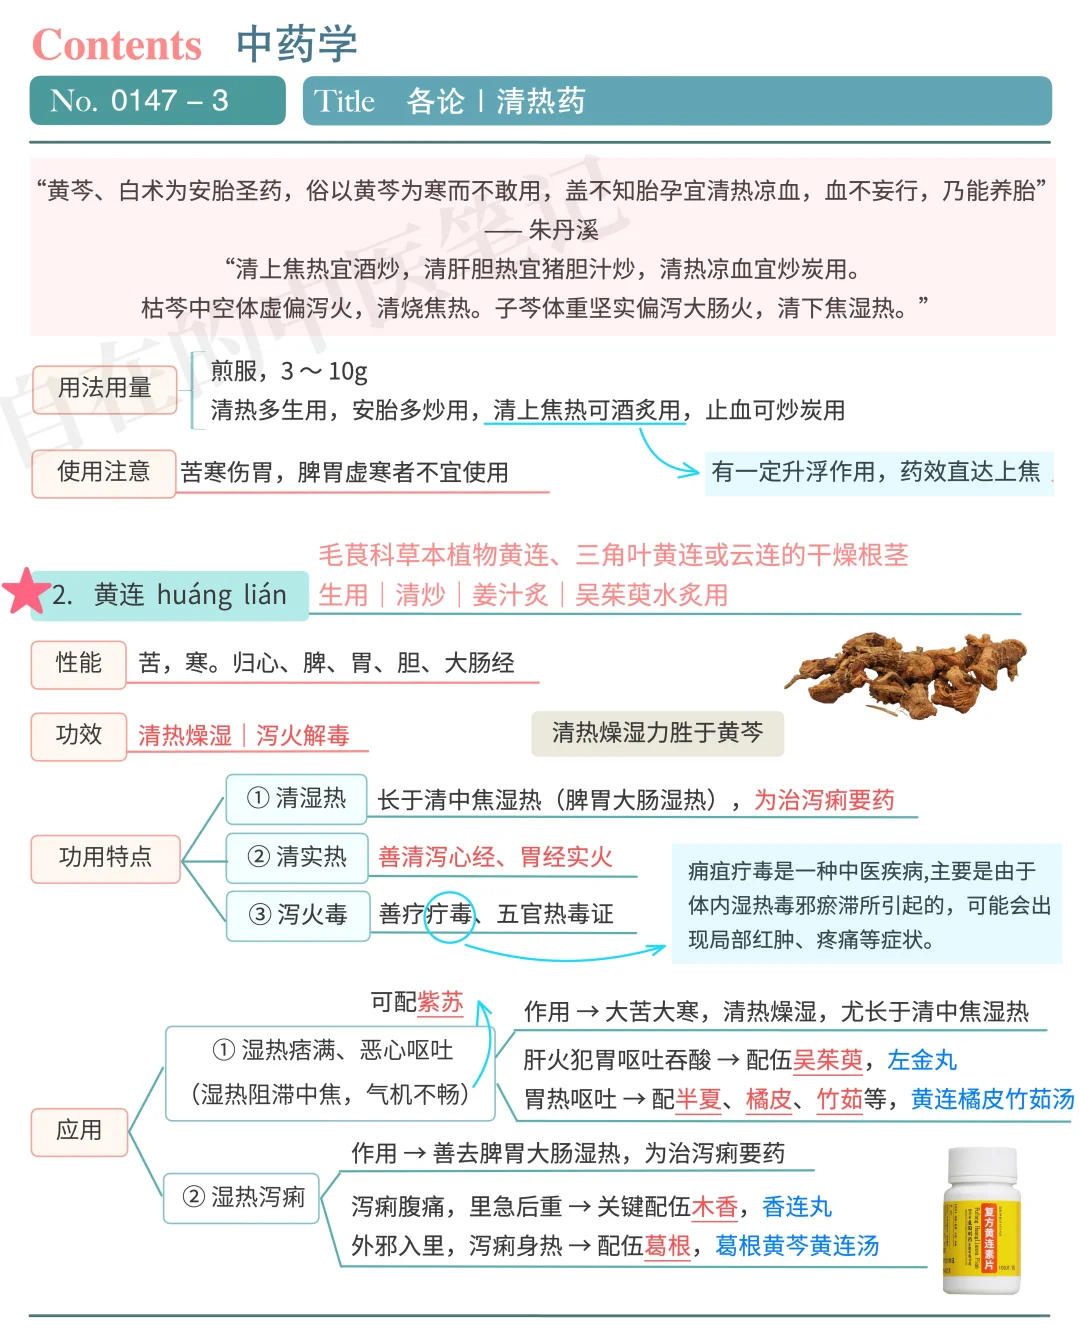 Contents 中药学
No. 0147 – 3
Title 各论 | 清热药
“黄芩、白术为安胎圣药，俗以黄芩为寒而不敢用，盖不知胎孕宜清热凉血，血不妄行，乃能养胎”
—— 朱丹溪
“清上焦热宜酒炒，清肝胆热宜猪胆汁炒，清热凉血宜炒炭用。
枯芩中空体虚偏泻火，清烧焦热。子芩体重坚实偏泻大肠火，清下焦湿热。”
自在的中医笔记
用法用量
煎服，3～10g
清热多生用，安胎多炒用，清上焦热可酒炙用，止血可炒炭用
使用注意
苦寒伤胃，脾胃虚寒者不宜使用
有一定升浮作用，药效直达上焦
毛茛科草本植物黄连、三角叶黄连或云连的干燥根茎
2. 黄连 huáng lián
生用｜清炒｜姜汁炙｜吴茱萸水炙用
性能
苦，寒。归心、脾、胃、胆、大肠经
功效
清热燥湿｜泻火解毒
清热燥湿力胜于黄芩
功用特点
① 清湿热
长于清中焦湿热（脾胃大肠湿热），为治泻痢要药
② 清实热
善清泻心经、胃经实火
③ 泻火毒
善疗疔毒、五官热毒证
痈疽疔毒是一种中医疾病,主要是由于
体内湿热毒邪瘀滞所引起的，可能会出
现局部红肿、疼痛等症状。
应用
可配紫苏
① 湿热痞满、恶心呕吐
（湿热阻滞中焦，气机不畅）
作用 → 大苦大寒，清热燥湿，尤长于清中焦湿热
肝火犯胃呕吐吞酸 → 配伍吴茱萸，左金丸
胃热呕吐 → 配半夏、橘皮、竹茹等，黄连橘皮竹茹汤
② 湿热泻痢
作用 → 善去脾胃大肠湿热，为治泻痢要药
泻痢腹痛，里急后重 → 关键配伍木香，香连丸
外邪入里，泻痢身热 → 配伍葛根，葛根黄芩黄连汤
复方黄连素片